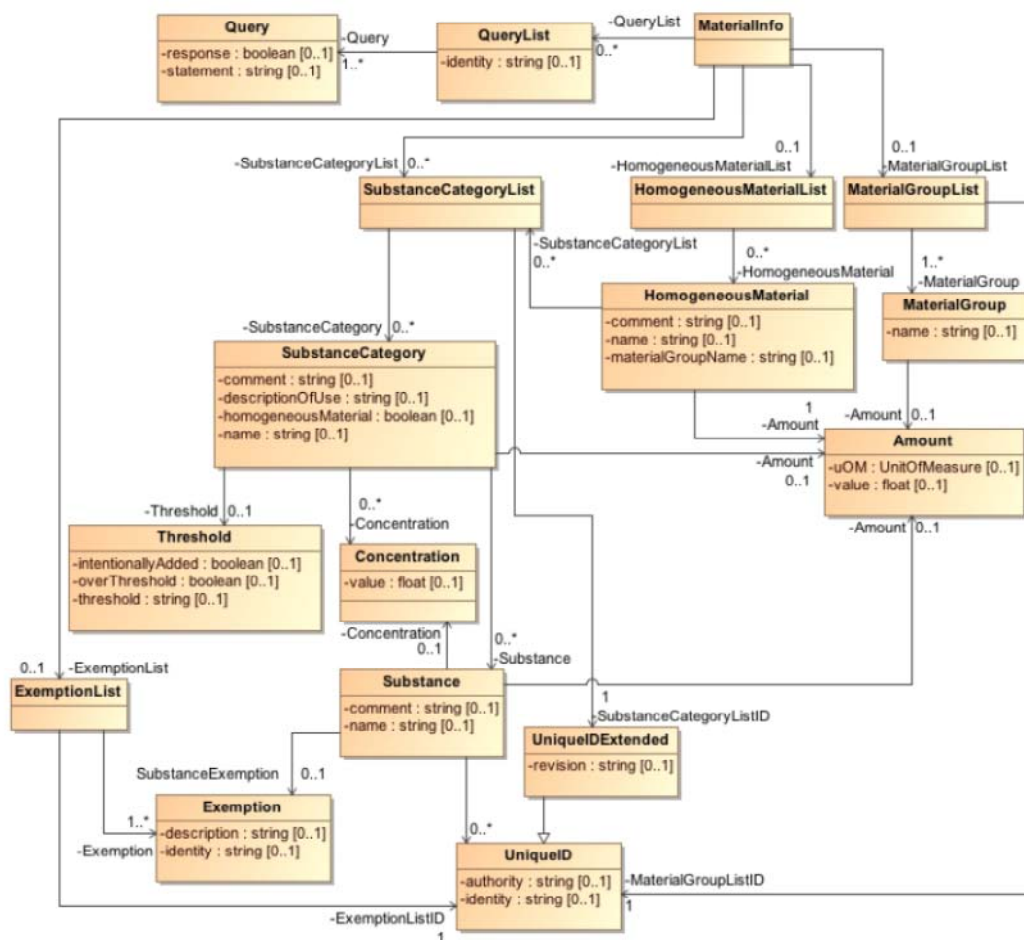 Query
-response : boolean [0..1]
-statement : string [0..1]
-Query
1..*
QueryList
-identity : string [0..1]
-QueryList
0..*
MaterialInfo
-SubstanceCategoryList
0..*
SubstanceCategoryList
0..1
-HomogeneousMaterialList
HomogeneousMaterialList
0..1
-MaterialGroupList
MaterialGroupList
-SubstanceCategoryList
0..*
0..*
-HomogeneousMaterial
1..*
-MaterialGroup
HomogeneousMaterial
-comment : string [0..1]
-name : string [0..1]
-materialGroupName : string [0..1]
MaterialGroup
-name : string [0..1]
-SubstanceCategory
0..*
SubstanceCategory
-comment : string [0..1]
-descriptionOfUse : string [0..1]
-homogeneousMaterial : boolean [0..1]
-name : string [0..1]
1
-Amount
-Amount
0..1
Amount
-uOM : UnitOfMeasure [0..1]
-value : float [0..1]
-Amount
0..1
-Amount
0..1
-Threshold
0..1
Threshold
-intentionallyAdded : boolean [0..1]
-overThreshold : boolean [0..1]
-threshold : string [0..1]
0..*
-Concentration
Concentration
-value : float [0..1]
-Concentration
0..1
0..*
-Substance
0..1
-ExemptionList
ExemptionList
Substance
-comment : string [0..1]
-name : string [0..1]
1
-SubstanceCategoryListID
UniqueIDExtended
-revision : string [0..1]
SubstanceExemption
0..1
Exemption
-description : string [0..1]
-identity : string [0..1]
1..*
-Exemption
0..*
UniqueID
-authority : string [0..1]
-identity : string [0..1]
-MaterialGroupListID
1
-ExemptionListID
1